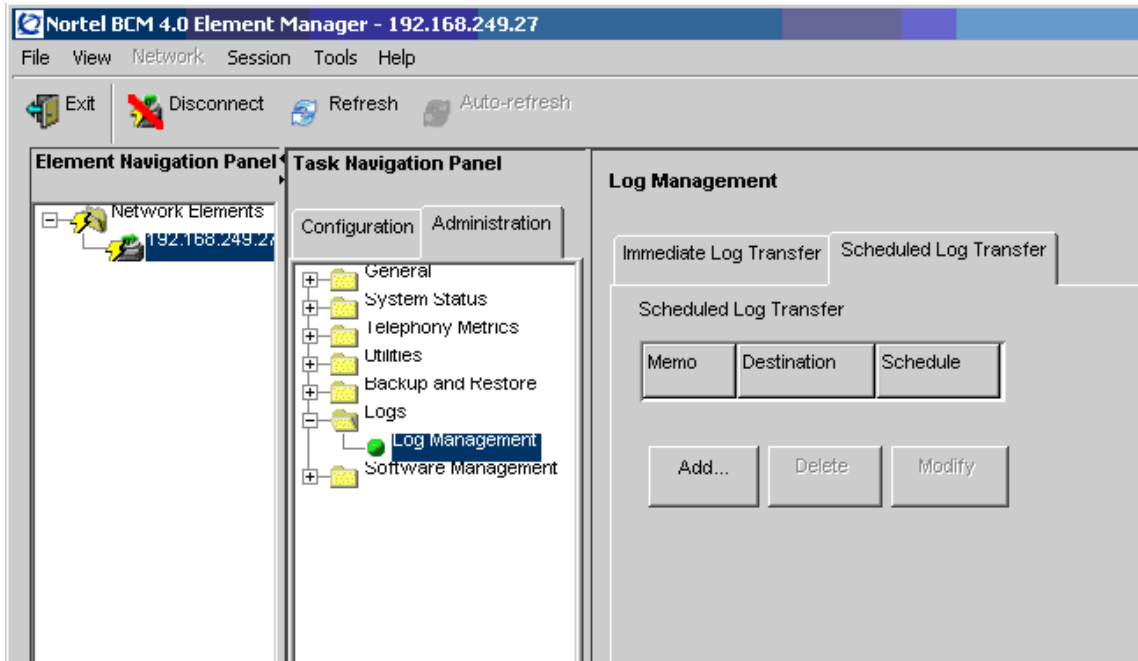 Nortel BCM 4.0 Element Manager - 192.168.249.27
File View Network Session Tools Help
Exit Disconnect Refresh Auto-refresh
Element Navigation Panel
Network Elements
192.168.249.27
Task Navigation Panel
Configuration Administration
General
System Status
Telephony Metrics
Utilities
Backup and Restore
Logs
Log Management
Software Management
Log Management
Immediate Log Transfer Scheduled Log Transfer
Scheduled Log Transfer
Memo Destination Schedule
Add... Delete Modify